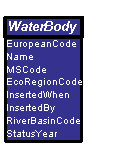 WaterBody
EuropeanCode
Name
MSCode
EcoRegionCode
InsertedWhen
InsertedBy
RiverBasinCode
StatusYear